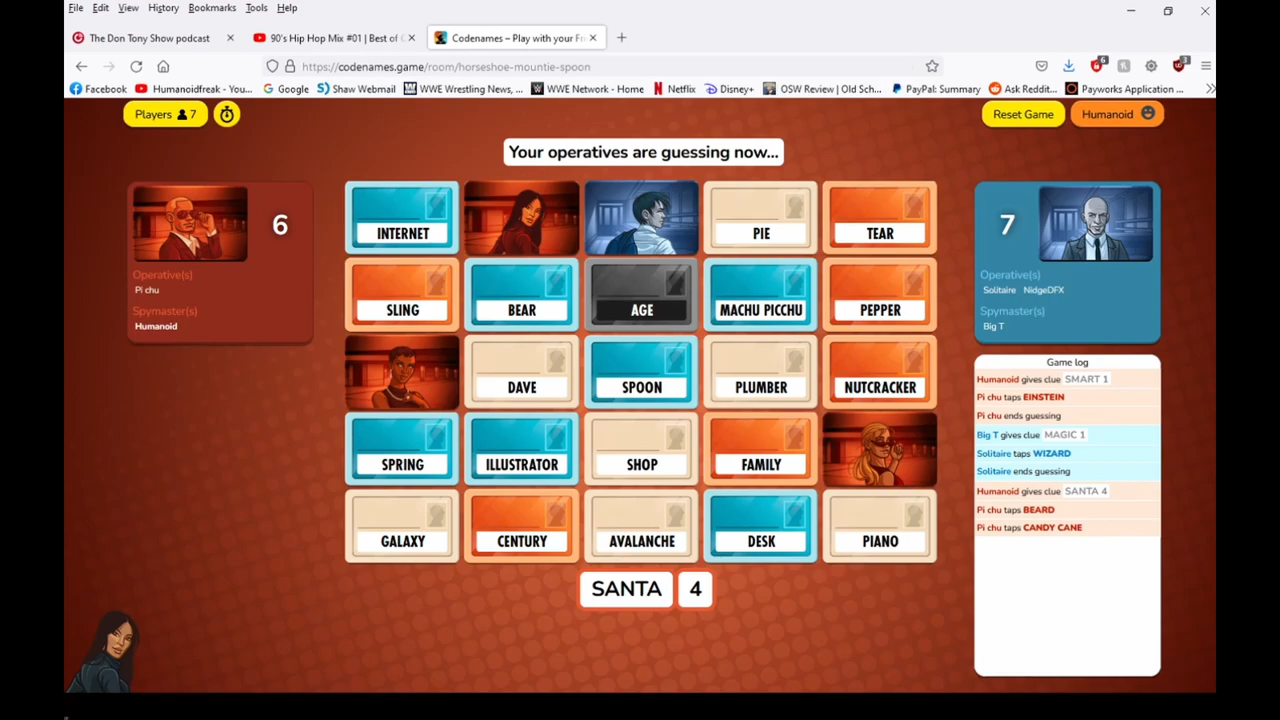 File Edit View History Bookmarks Tools Help
The Don Tony Show podcast
90's Hip Hop Mix #01 | Best of
Codenames – Play with your Fr
https://codenames.game/room/horseshoe-mountie-spoon
6
3
Facebook
Humanoidfreak - You...
Google
Shaw Webmail
WWE Wrestling News, ...
WWE Network - Home
Netflix
Disney+
OSW Review | Old Sch...
PayPal: Summary
Ask Reddit...
Payworks Application ...
Players 7
Reset Game
Humanoid
Your operatives are guessing now...
6
Operative(s)
Pi chu
Spymaster(s)
Humanoid
INTERNET
PIE
TEAR
SLING
BEAR
AGE
MACHU PICCHU
PEPPER
DAVE
SPOON
PLUMBER
NUTCRACKER
SPRING
ILLUSTRATOR
SHOP
FAMILY
GALAXY
CENTURY
AVALANCHE
DESK
PIANO
SANTA 4
7
Operative(s)
Solitaire NidgeDFX
Spymaster(s)
Big T
Game log
Humanoid gives clue SMART 1
Pi chu taps EINSTEIN
Pi chu ends guessing
Big T gives clue MAGIC 1
Solitaire taps WIZARD
Solitaire ends guessing
Humanoid gives clue SANTA 4
Pi chu taps BEARD
Pi chu taps CANDY CANE